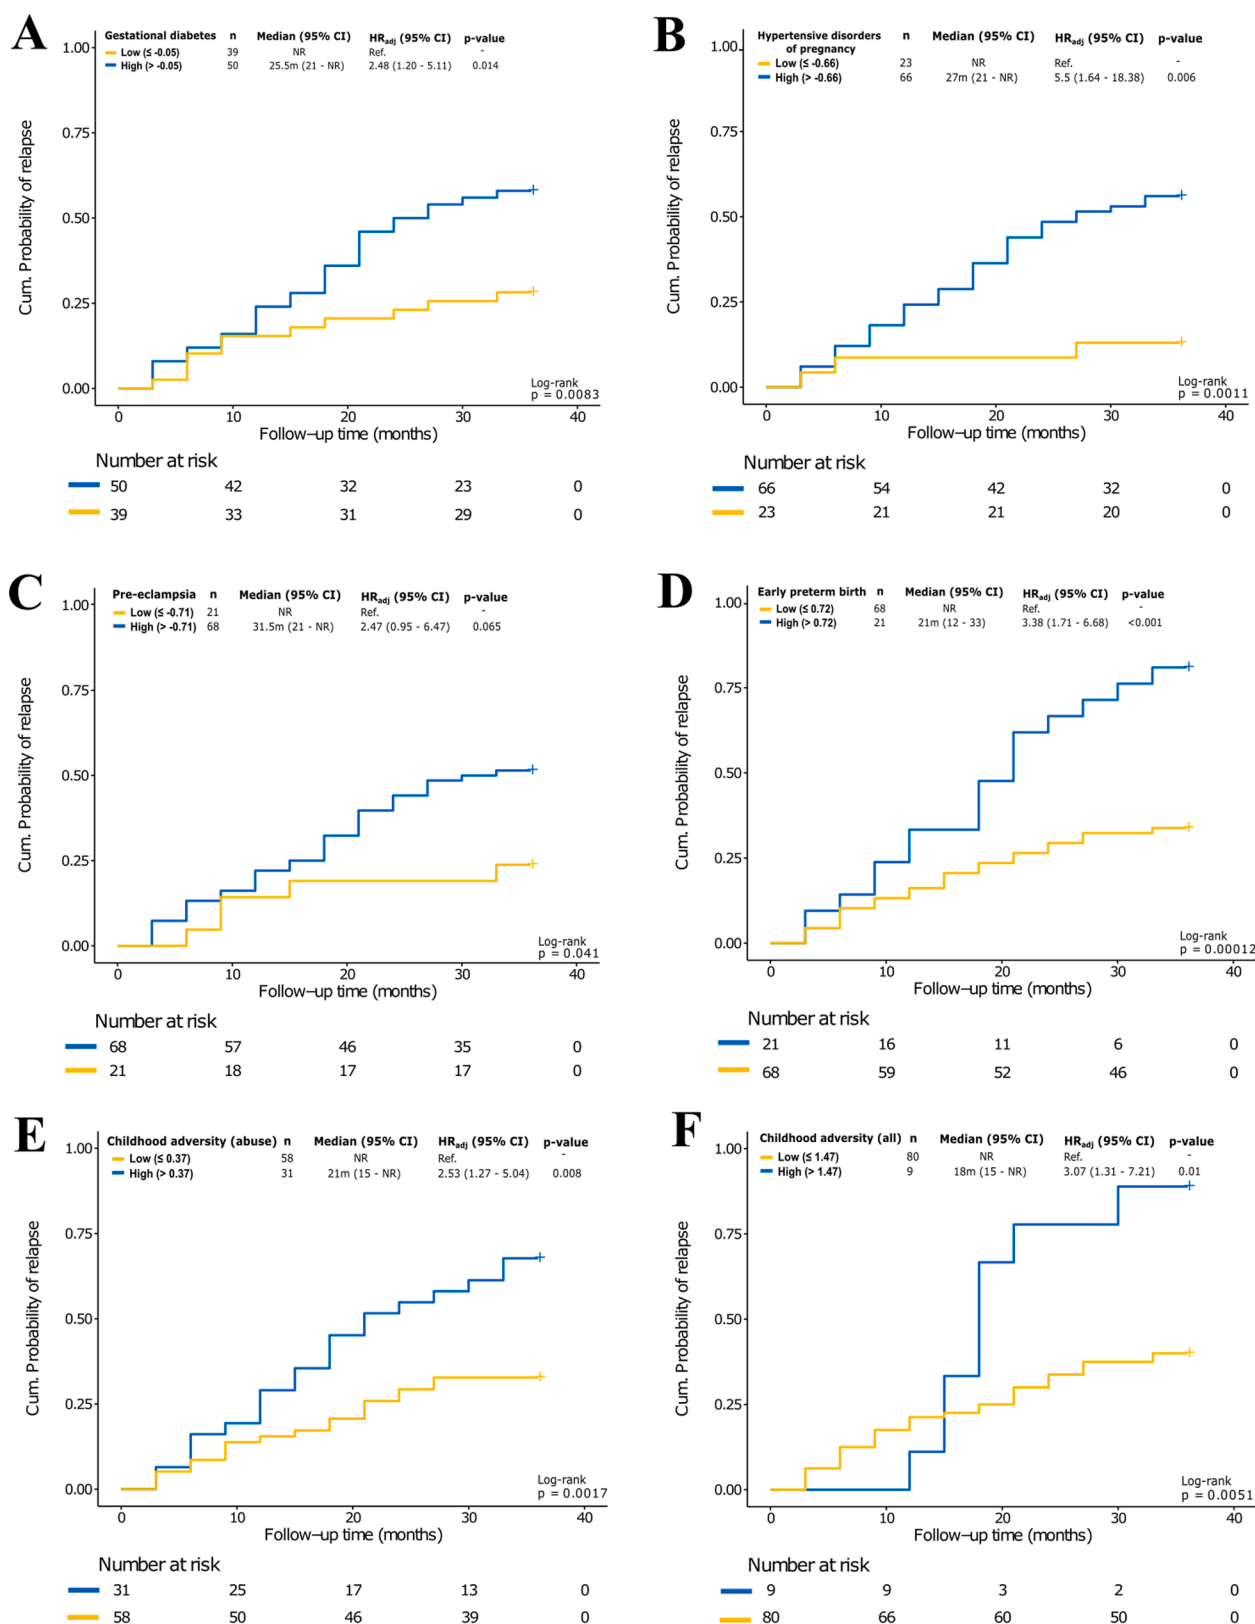 A
Gestational diabetes n Median (95% CI) HRadj (95% CI) p-value
Low (≤ -0.05) 39 NR Ref. -
High (> -0.05) 50 25.5m (21 - NR) 2.48 (1.20 - 5.11) 0.014
1.00
0.75
0.50
0.25
0.00
Cum. Probability of relapse
Log-rank
p = 0.0083
0 10 20 30 40
Follow-up time (months)
Number at risk
50 42 32 23 0
39 33 31 29 0
B
Hypertensive disorders n Median (95% CI) HRadj (95% CI) p-value
of pregnancy
Low (≤ -0.66) 23 NR Ref. -
High (> -0.66) 66 27m (21 - NR) 5.5 (1.64 - 18.38) 0.006
1.00
0.75
0.50
0.25
0.00
Cum. Probability of relapse
Log-rank
p = 0.0011
0 10 20 30 40
Follow-up time (months)
Number at risk
66 54 42 32 0
23 21 21 20 0
C
Pre-eclampsia n Median (95% CI) HRadj (95% CI) p-value
Low (≤ -0.71) 21 NR Ref. -
High (> -0.71) 68 31.5m (21 - NR) 2.47 (0.95 - 6.47) 0.065
1.00
0.75
0.50
0.25
0.00
Cum. Probability of relapse
Log-rank
p = 0.041
0 10 20 30 40
Follow-up time (months)
Number at risk
68 57 46 35 0
21 18 17 17 0
D
Early preterm birth n Median (95% CI) HRadj (95% CI) p-value
Low (≤ 0.72) 68 NR Ref. -
High (> 0.72) 21 21m (12 - 33) 3.38 (1.71 - 6.68) <0.001
1.00
0.75
0.50
0.25
0.00
Cum. Probability of relapse
Log-rank
p = 0.00012
0 10 20 30 40
Follow-up time (months)
Number at risk
21 16 11 6 0
68 59 52 46 0
E
Childhood adversity (abuse) n Median (95% CI) HRadj (95% CI) p-value
Low (≤ 0.37) 58 NR Ref. -
High (> 0.37) 31 21m (15 - NR) 2.53 (1.27 - 5.04) 0.008
1.00
0.75
0.50
0.25
0.00
Cum. Probability of relapse
Log-rank
p = 0.0017
0 10 20 30 40
Follow-up time (months)
Number at risk
31 25 17 13 0
58 50 46 39 0
F
Childhood adversity (all) n Median (95% CI) HRadj (95% CI) p-value
Low (≤ 1.47) 80 NR Ref. -
High (> 1.47) 9 18m (15 - NR) 3.07 (1.31 - 7.21) 0.01
1.00
0.75
0.50
0.25
0.00
Cum. Probability of relapse
Log-rank
p = 0.0051
0 10 20 30 40
Follow-up time (months)
Number at risk
9 9 3 2 0
80 66 60 50 0